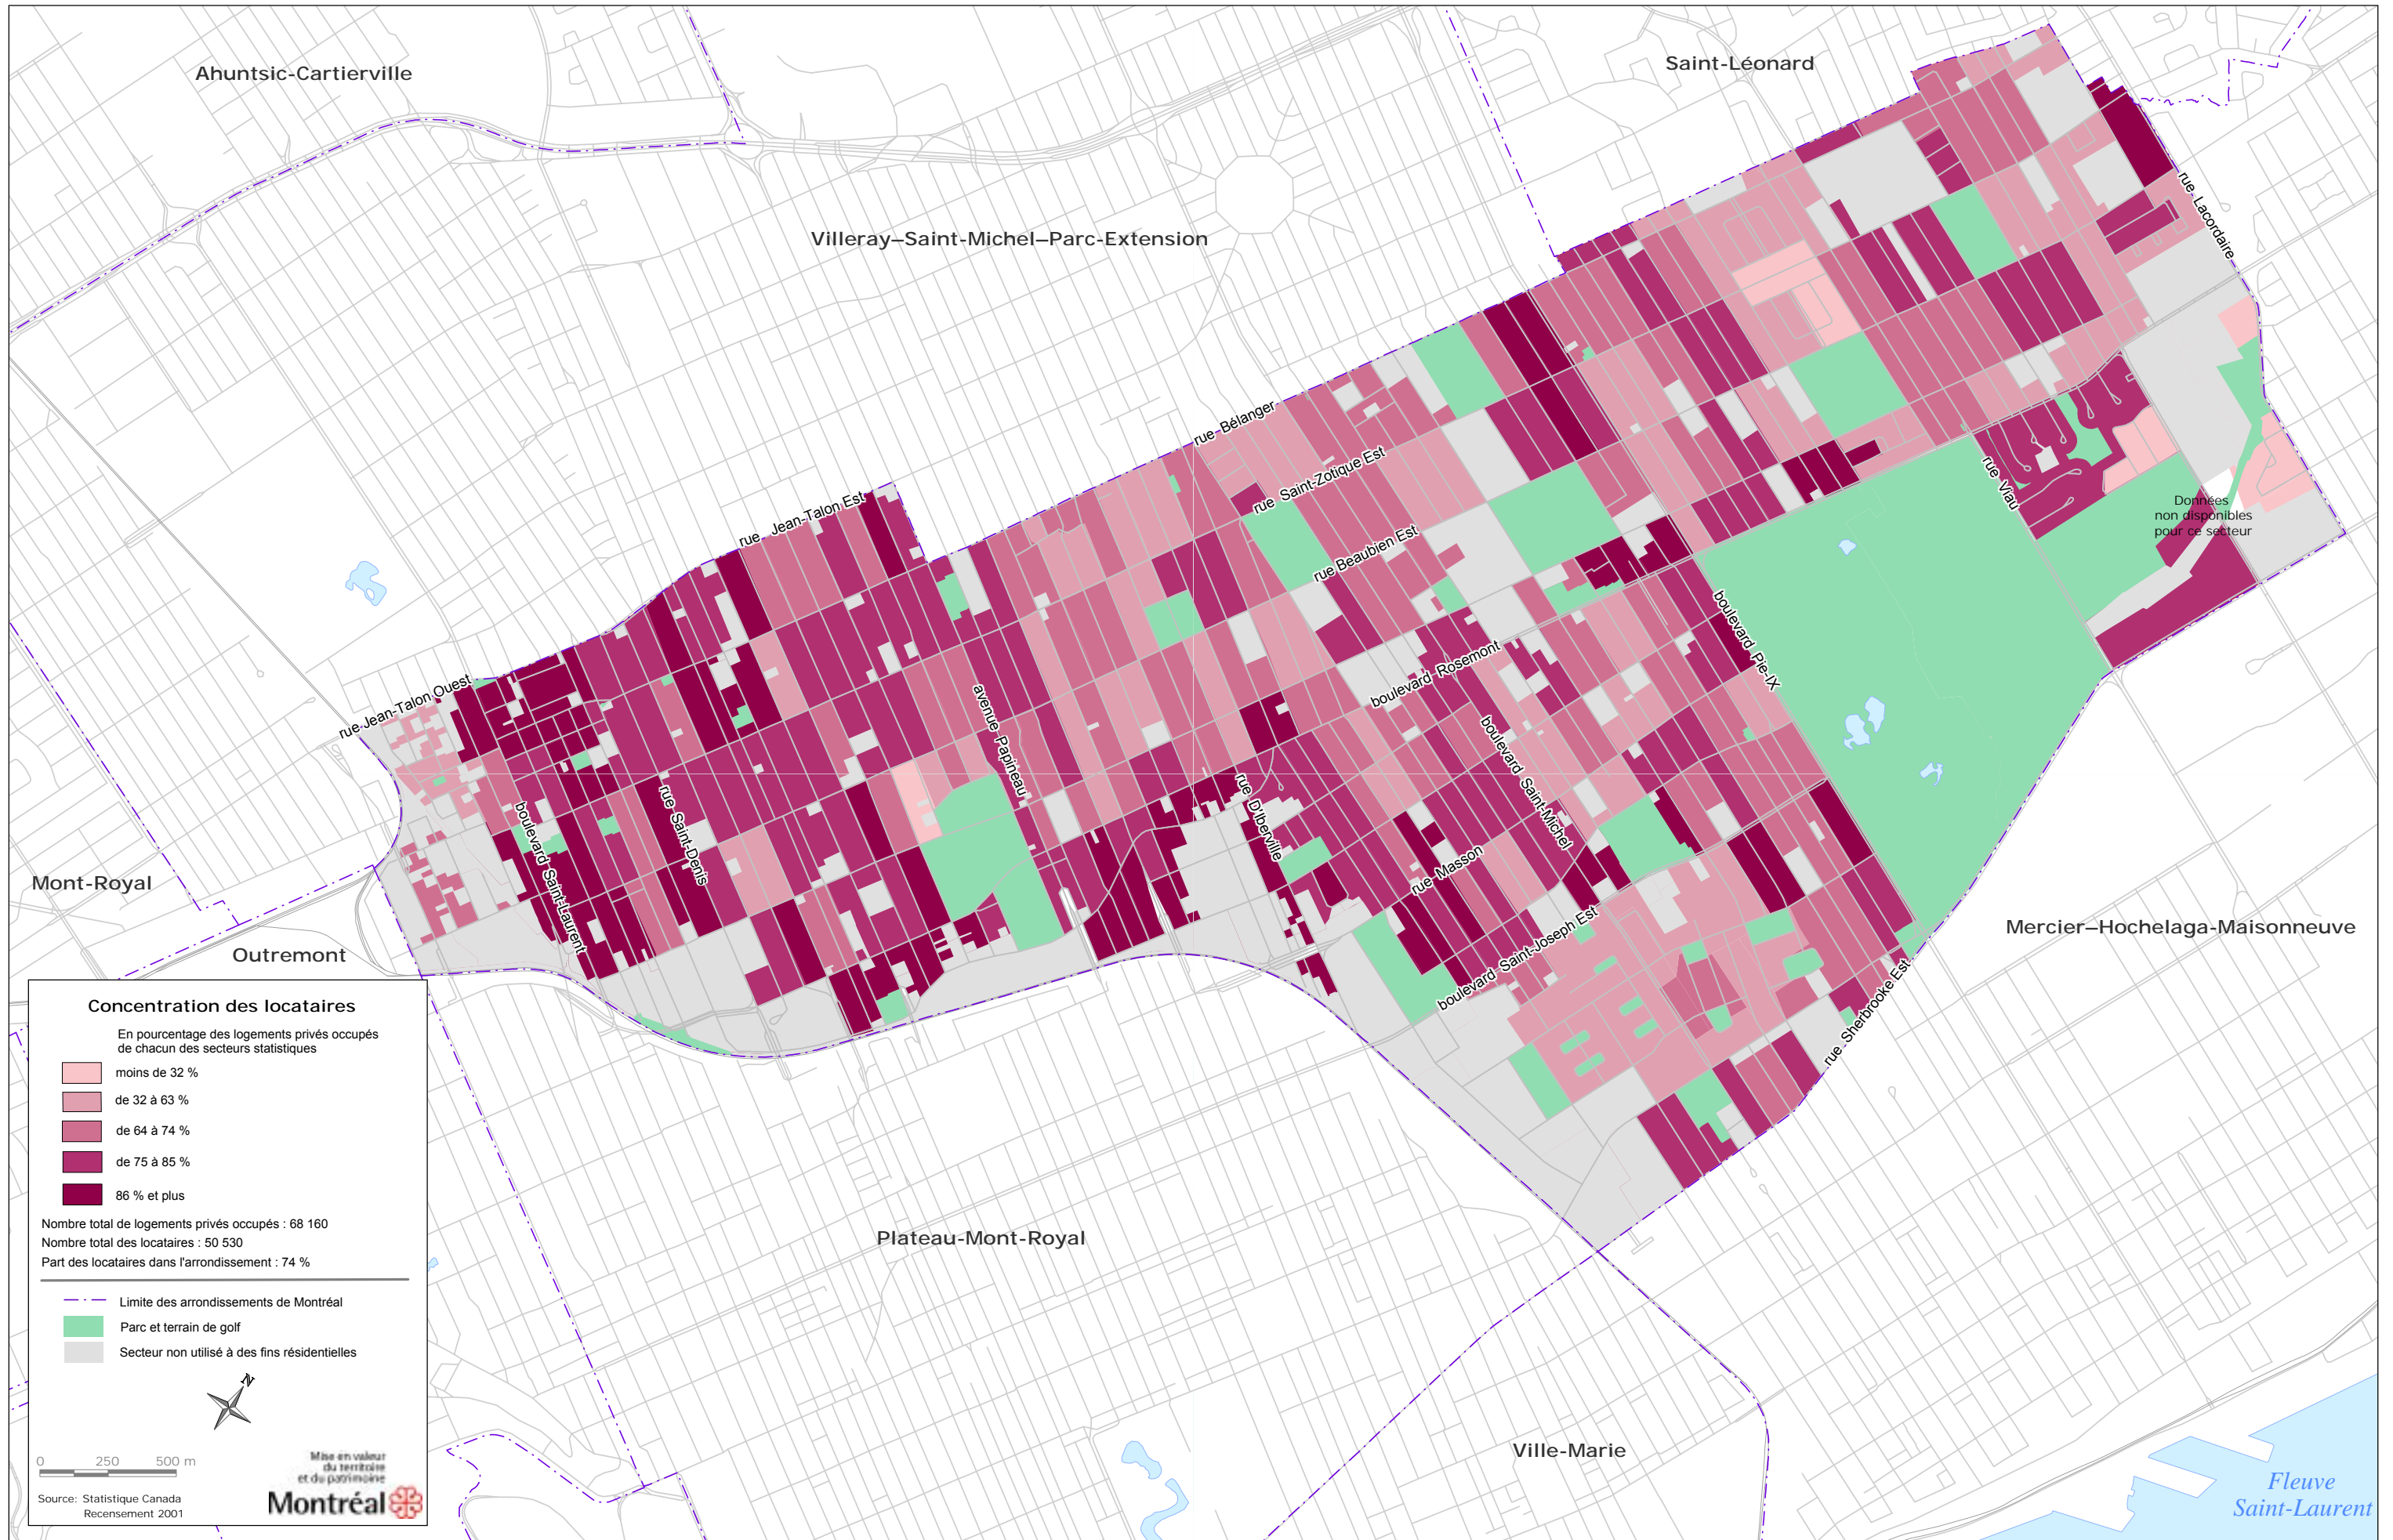 Ahuntsic-Cartierville
Saint-Léonard
Villeray–Saint-Michel–Parc-Extension
rue Lacordaire
rue Bélanger
rue Saint-Zotique Est
rue Viau
rue Jean-Talon Est
Données
non disponibles
pour ce secteur
rue Beaubien Est
boulevard Pie-IX
boulevard Rosemont
rue Jean-Talon Ouest
avenue Papineau
boulevard Saint-Michel
rue D'Iberville
rue Saint-Denis
boulevard Saint-Laurent
rue Masson
Mont-Royal
boulevard Saint-Joseph Est
Mercier–Hochelaga-Maisonneuve
Outremont
rue Sherbrooke Est
Plateau-Mont-Royal
Ville-Marie
Fleuve
Saint-Laurent
Concentration des locataires
En pourcentage des logements privés occupés
de chacun des secteurs statistiques
moins de 32 %
de 32 à 63 %
de 64 à 74 %
de 75 à 85 %
86 % et plus
Nombre total de logements privés occupés : 68 160
Nombre total des locataires : 50 530
Part des locataires dans l'arrondissement : 74 %
Limite des arrondissements de Montréal
Parc et terrain de golf
Secteur non utilisé à des fins résidentielles
N
0 250 500 m
Mise en valeur
du territoire
et du patrimoine
Montréal
Source: Statistique Canada
Recensement 2001